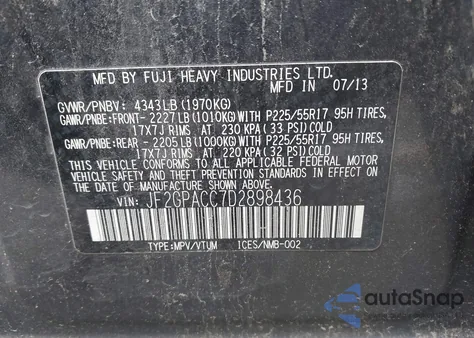 MFD BY FUJI HEAVY INDUSTRIES LTD.
MFD IN 07/13
GVWR/PNBV: 4343LB (1970KG)
GAWR/PNBE: FRONT- 2227LB (1010KG) WITH P225/55R17 95H TIRES,
17X7J RIMS AT 230 KPA (33 PSI) COLD
GAWR/PNBE: REAR - 2205LB (1000KG) WITH P225/55R17 95H TIRES,
17X7J RIMS AT 220 KPA (32 PSI) COLD
THIS VEHICLE CONFORMS TO ALL APPLICABLE FEDERAL MOTOR
VEHICLE SAFETY AND THEFT PREVENTION STANDARDS IN EFFECT
ON THE DATE OF MANUFACTURE SHOWN ABOVE.
VIN: JF2GPACC7D2898436
TYPE:MPV/VTUM ICES/NMB-002
autoSnap